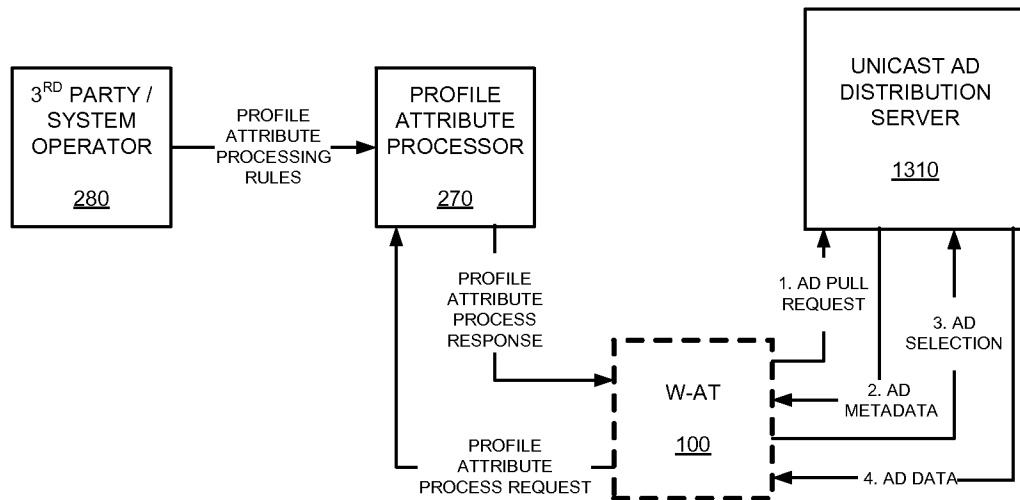 3RD PARTY /
SYSTEM
OPERATOR
280
PROFILE
ATTRIBUTE
PROCESSING
RULES
PROFILE
ATTRIBUTE
PROCESSOR
270
UNICAST AD
DISTRIBUTION
SERVER
1310
PROFILE
ATTRIBUTE
PROCESS
RESPONSE
1. AD PULL
REQUEST
3. AD
SELECTION
2. AD
METADATA
W-AT
100
PROFILE
ATTRIBUTE
PROCESS REQUEST
4. AD DATA